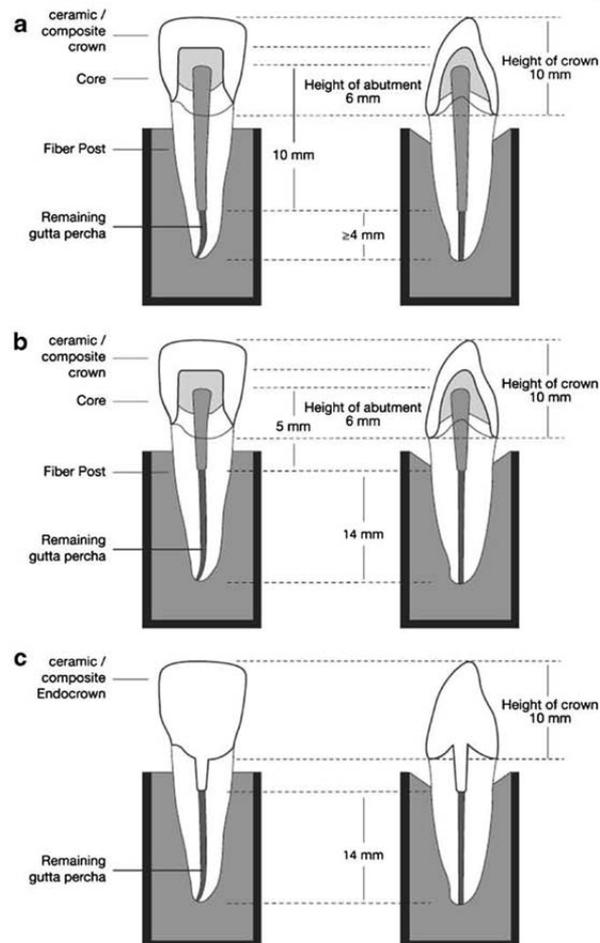 a
ceramic /
composite
crown
Core
Fiber Post
Remaining
gutta percha
10 mm
≥4 mm
Height of abutment
6 mm
Height of crown
10 mm
b
ceramic /
composite
crown
Core
Fiber Post
Remaining
gutta percha
5 mm
14 mm
Height of abutment
6 mm
Height of crown
10 mm
c
ceramic /
composite
Endocrown
Remaining
gutta percha
14 mm
Height of crown
10 mm